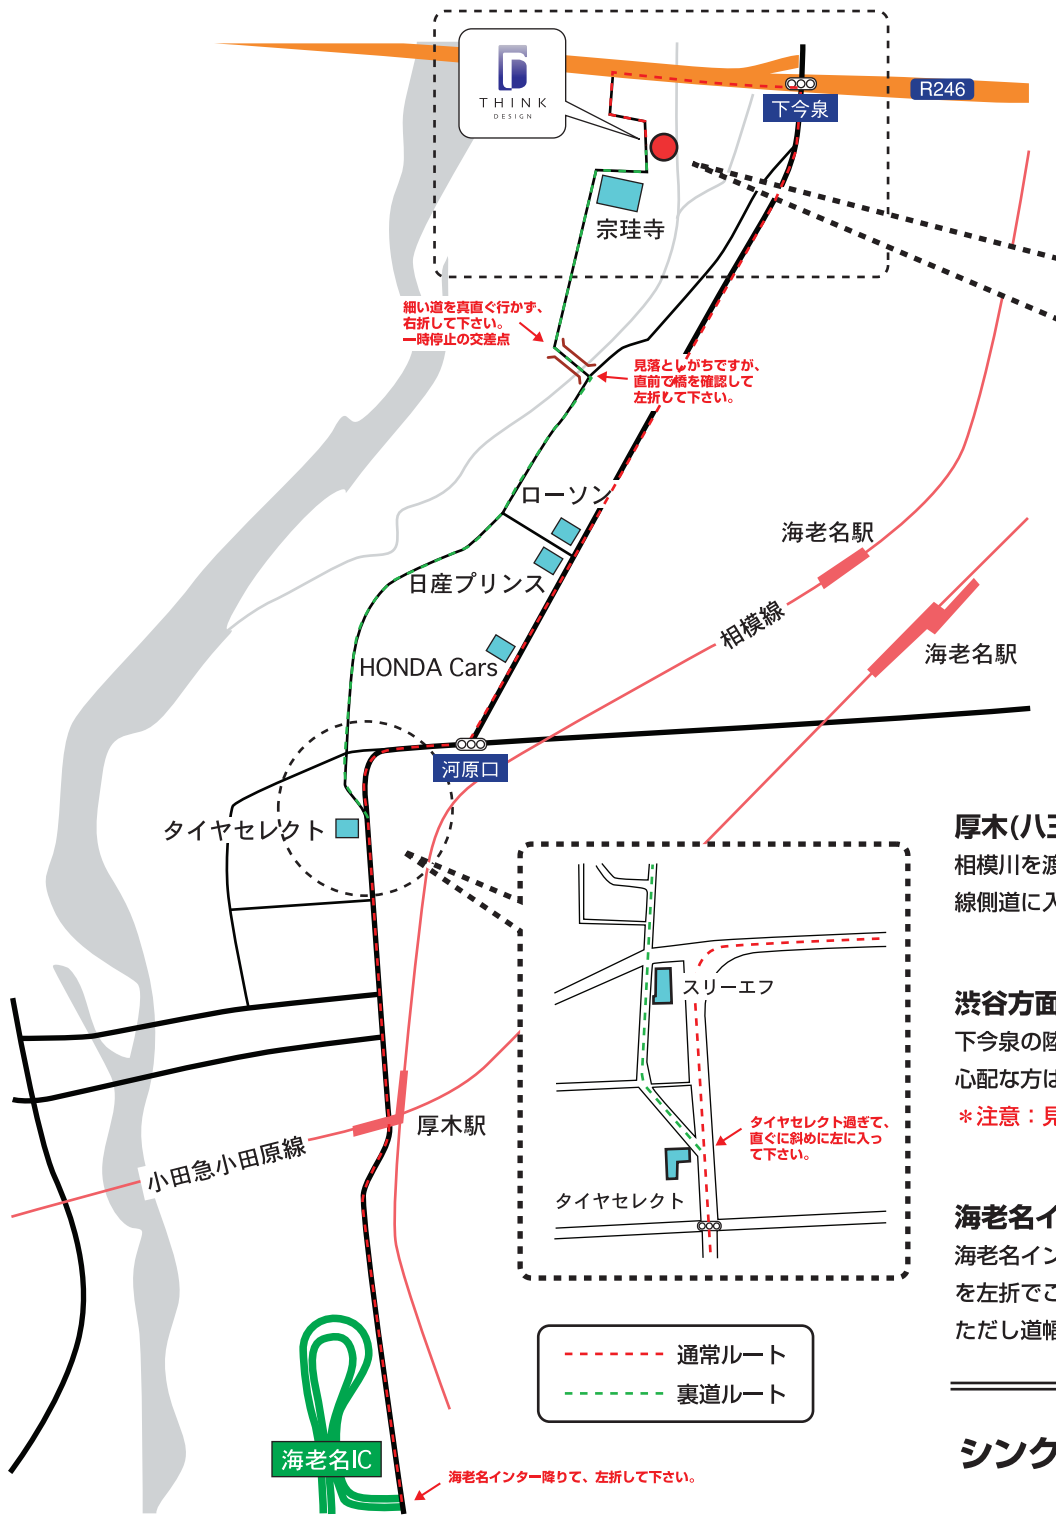 THINK
DESIGN
R246
下今泉
宗珪寺
細い道を真直ぐ行かず、
右折して下さい。
一時停止の交差点
見落としがちですが、
直前で橋を確認して
左折して下さい。
ローソン
日産プリンス
HONDA Cars
海老名駅
相模線
海老名駅
河原口
タイヤセレクト
厚木(八王
相模川を渡
線側道に入
スリーエフ
渋谷方面
下今泉の陸
心配な方は
＊注意：見
タイヤセレクト過ぎて、
直ぐに斜めに左に入っ
て下さい。
タイヤセレクト
厚木駅
小田急小田原線
海老名イ
海老名イン
を左折でこ
ただし道幅
通常ルート
裏道ルート
海老名IC
海老名インター降りて、左折して下さい。
シンク